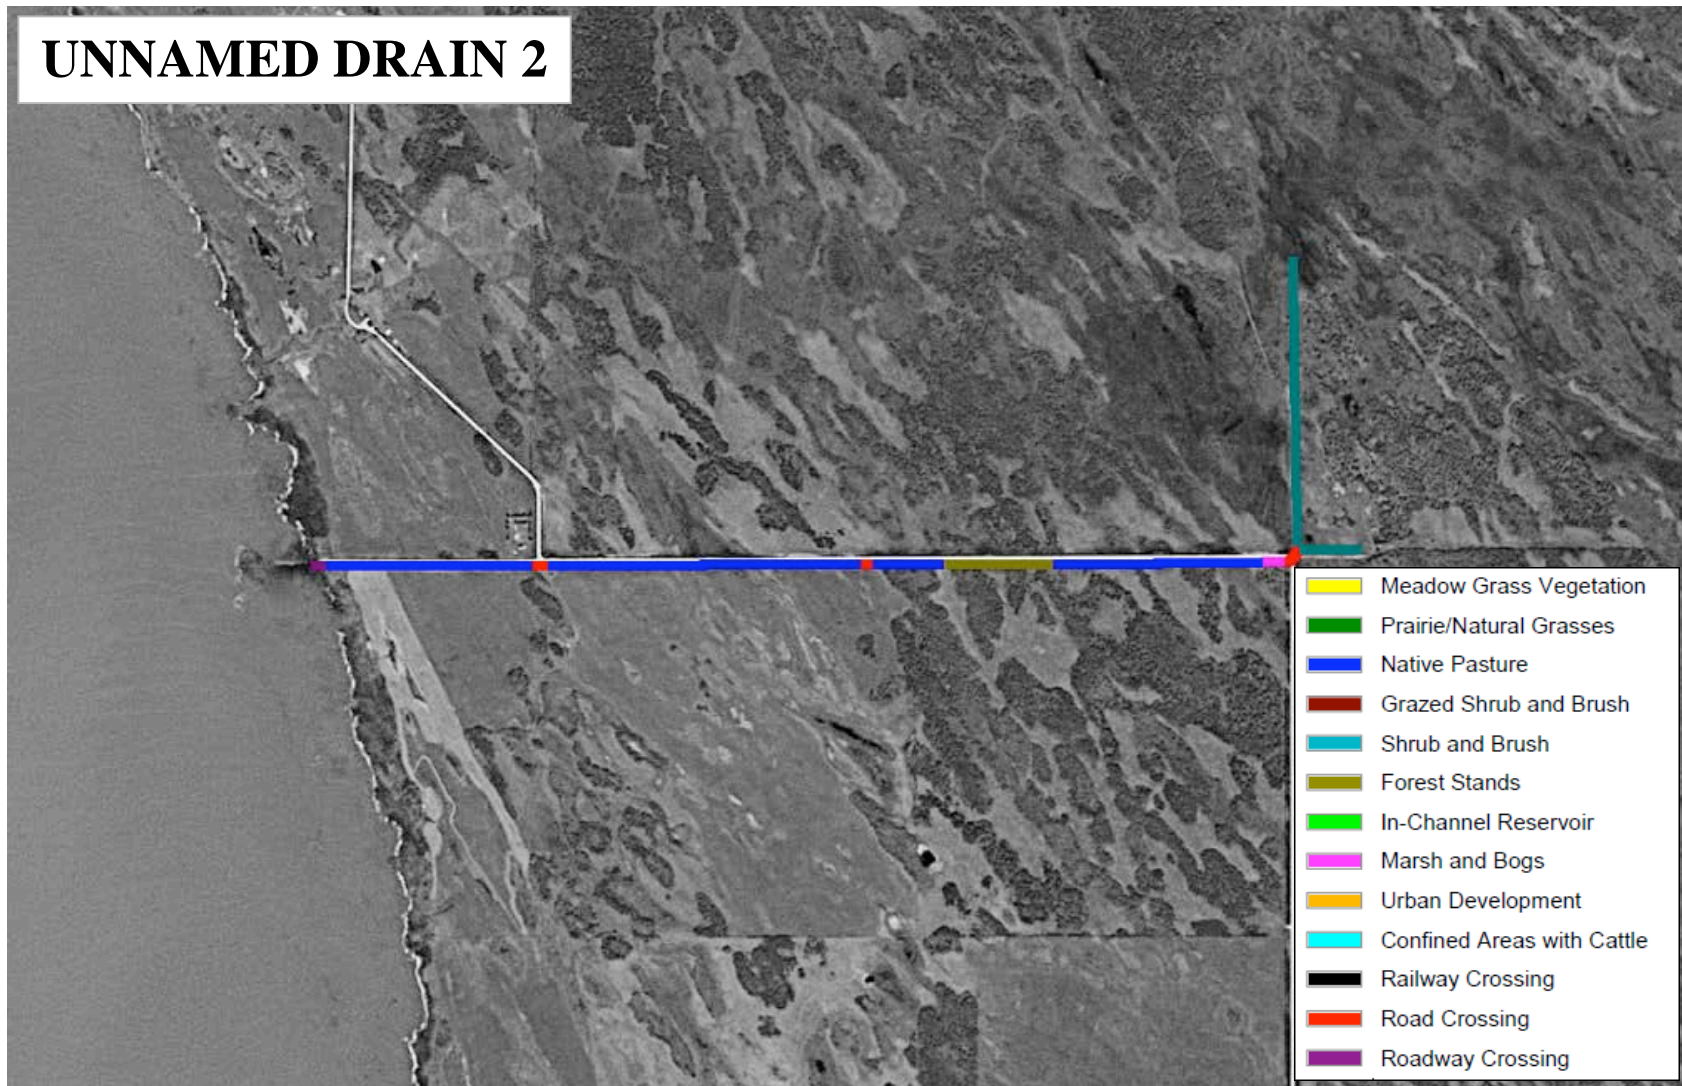 UNNAMED DRAIN 2
Meadow Grass Vegetation
Prairie/Natural Grasses
Native Pasture
Grazed Shrub and Brush
Shrub and Brush
Forest Stands
In-Channel Reservoir
Marsh and Bogs
Urban Development
Confined Areas with Cattle
Railway Crossing
Road Crossing
Roadway Crossing